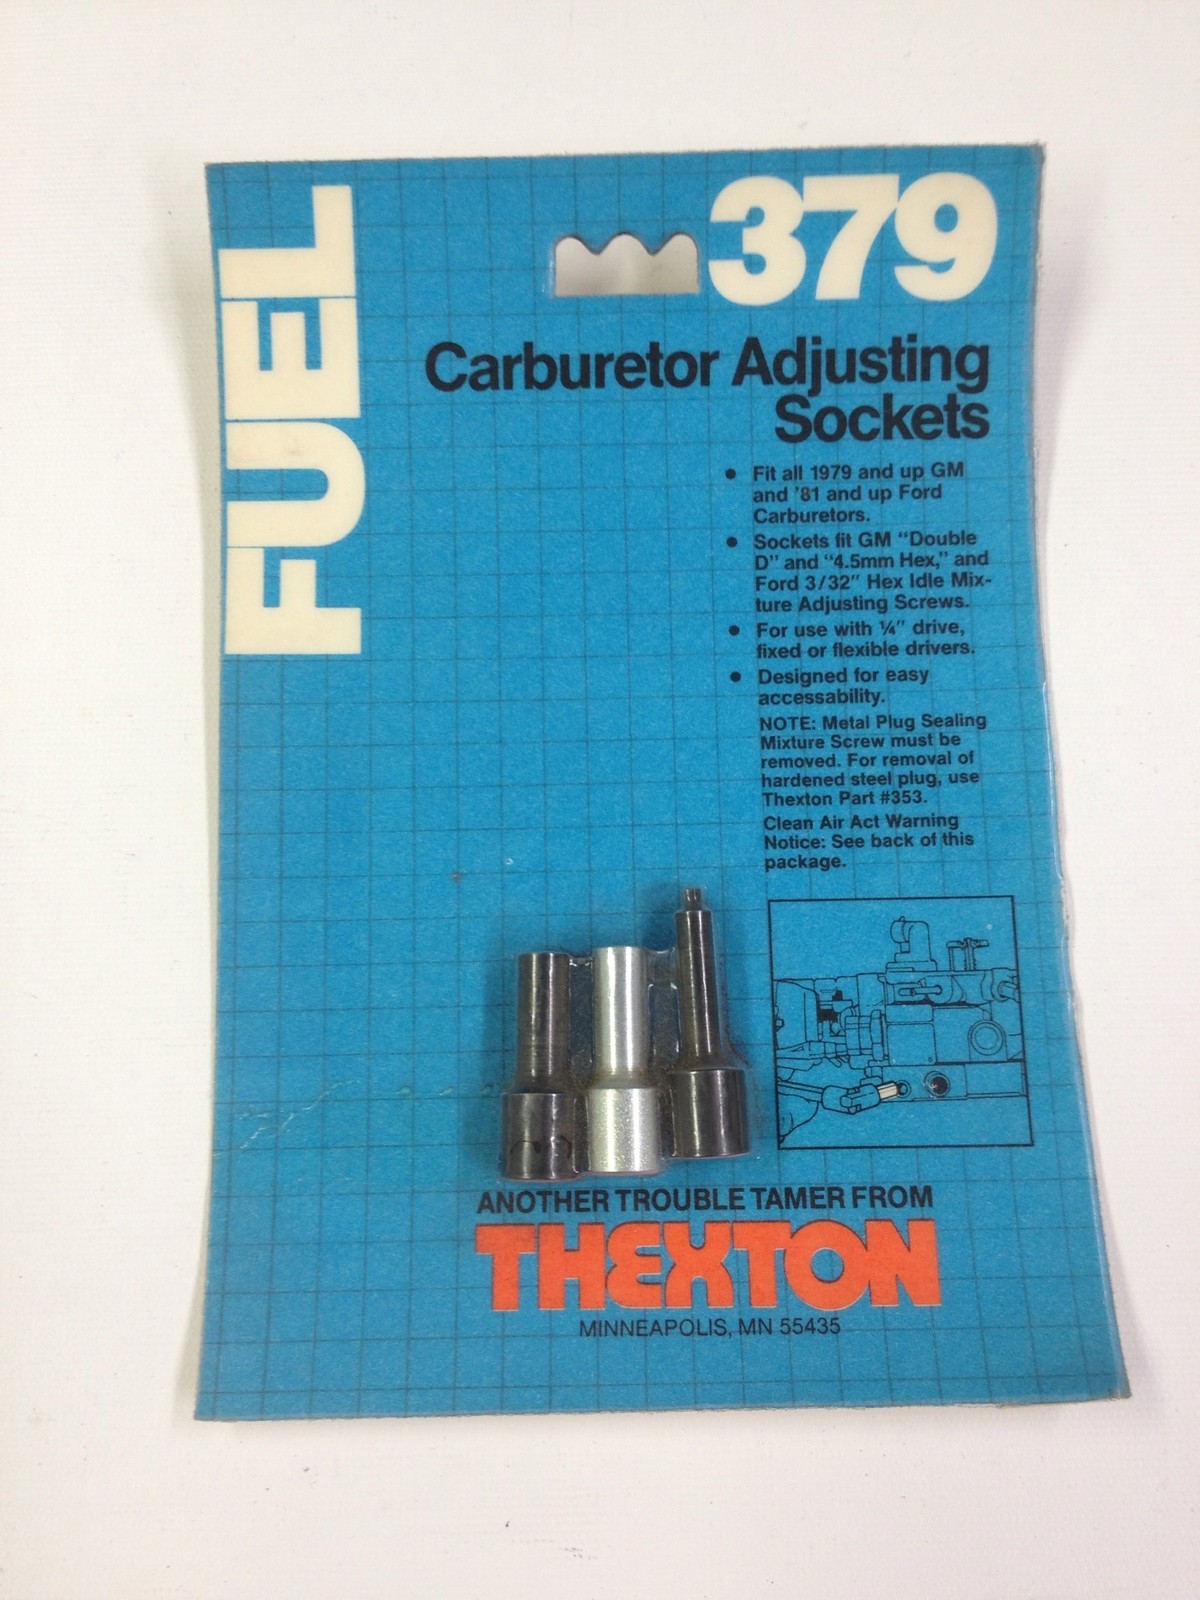 FUEL
379
Carburetor Adjusting
Sockets
• Fit all 1979 and up GM
and '81 and up Ford
Carburetors.
• Sockets fit GM "Double
D" and "4.5mm Hex," and
Ford 3/32" Hex Idle Mix-
ture Adjusting Screws.
• For use with ¼" drive,
fixed or flexible drivers.
• Designed for easy
accessability.
NOTE: Metal Plug Sealing
Mixture Screw must be
removed. For removal of
hardened steel plug, use
Thexton Part #353.
Clean Air Act Warning
Notice: See back of this
package.
ANOTHER TROUBLE TAMER FROM
THEXTON
MINNEAPOLIS, MN 55435